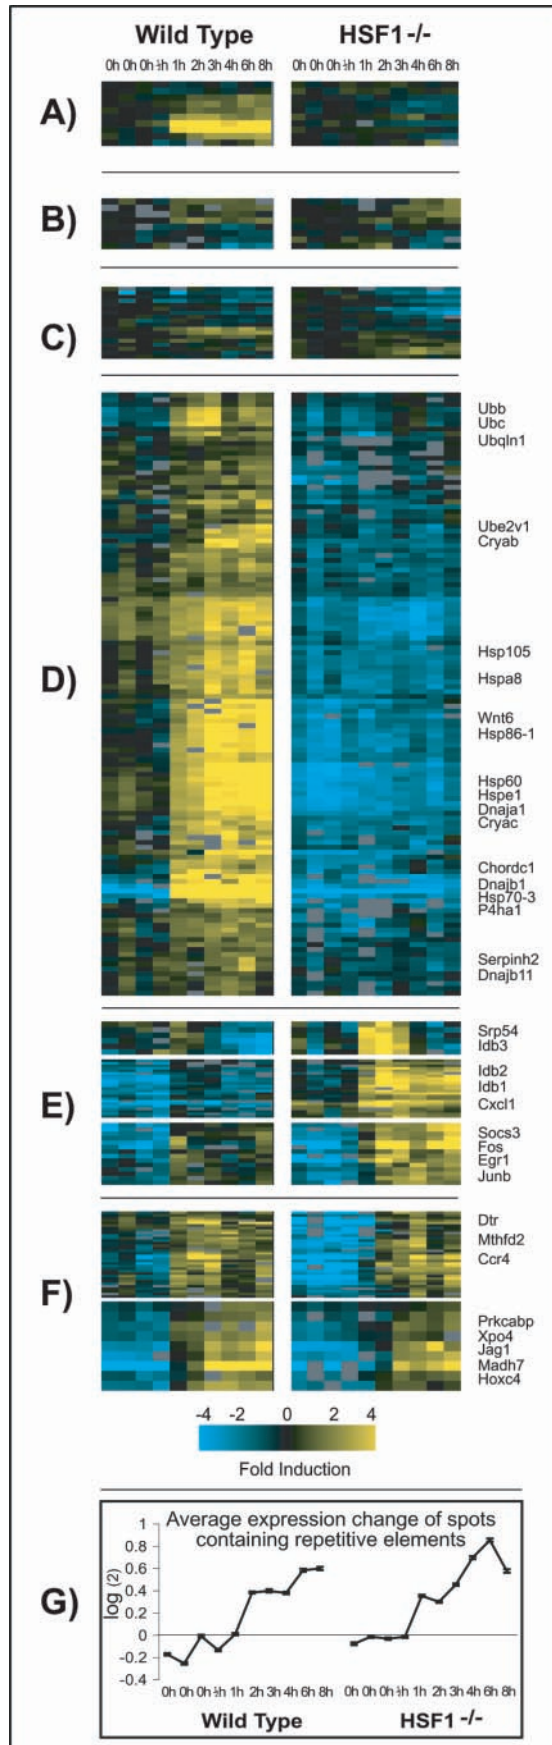 Wild Type HSF1 -/-
0h 0h 0h ½h 1h 2h 3h 4h 6h 8h 0h 0h 0h ½h 1h 2h 3h 4h 6h 8h
A)
B)
C)
D)
Ubb
Ubc
Ubqln1
Ube2v1
Cryab
Hsp105
Hspa8
Wnt6
Hsp86-1
Hsp60
Hspe1
Dnaja1
Cryac
Chordc1
Dnajb1
Hsp70-3
P4ha1
Serpinh2
Dnajb11
E)
Srp54
Idb3
Idb2
Idb1
Cxcl1
Socs3
Fos
Egr1
Junb
F)
Dtr
Mthfd2
Ccr4
Prkcabp
Xpo4
Jag1
Madh7
Hoxc4
-4 -2 0 2 4
Fold Induction
G)
Average expression change of spots
containing repetitive elements
log (2)
1
0.8
0.6
0.4
0.2
0
-0.2
-0.4
0h 0h 0h ½h 1h 2h 3h 4h 6h 8h 0h 0h 0h ½h 1h 2h 3h 4h 6h 8h
Wild Type HSF1 -/-